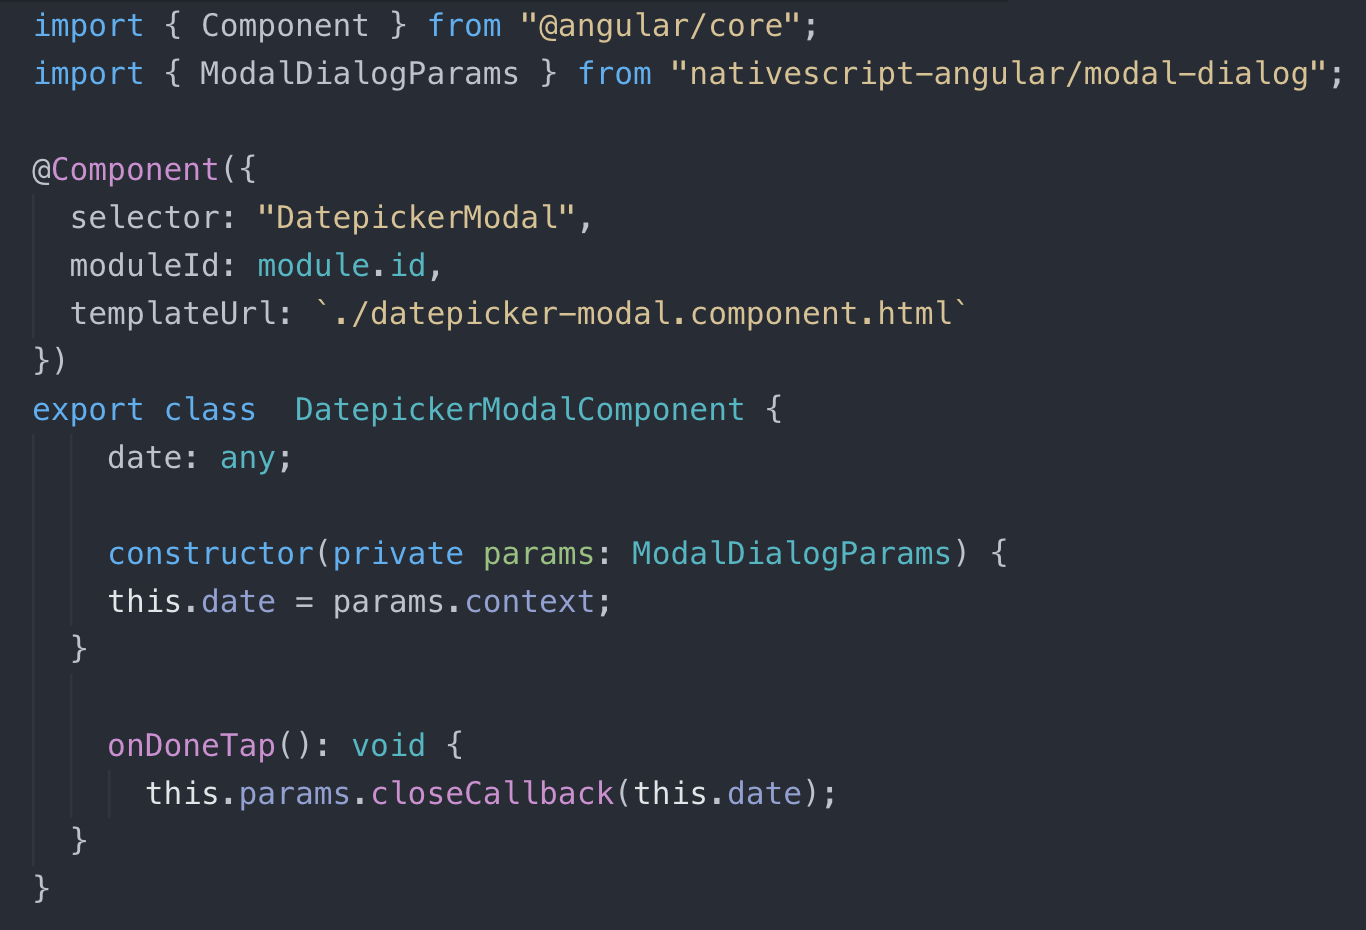 import { Component } from "@angular/core";
import { ModalDialogParams } from "nativescript-angular/modal-dialog";

@Component({
  selector: "DatepickerModal",
  moduleId: module.id,
  templateUrl: `./datepicker-modal.component.html`
})
export class  DatepickerModalComponent {
    date: any;

    constructor(private params: ModalDialogParams) {
    this.date = params.context;
  }

    onDoneTap(): void {
      this.params.closeCallback(this.date);
  }
}